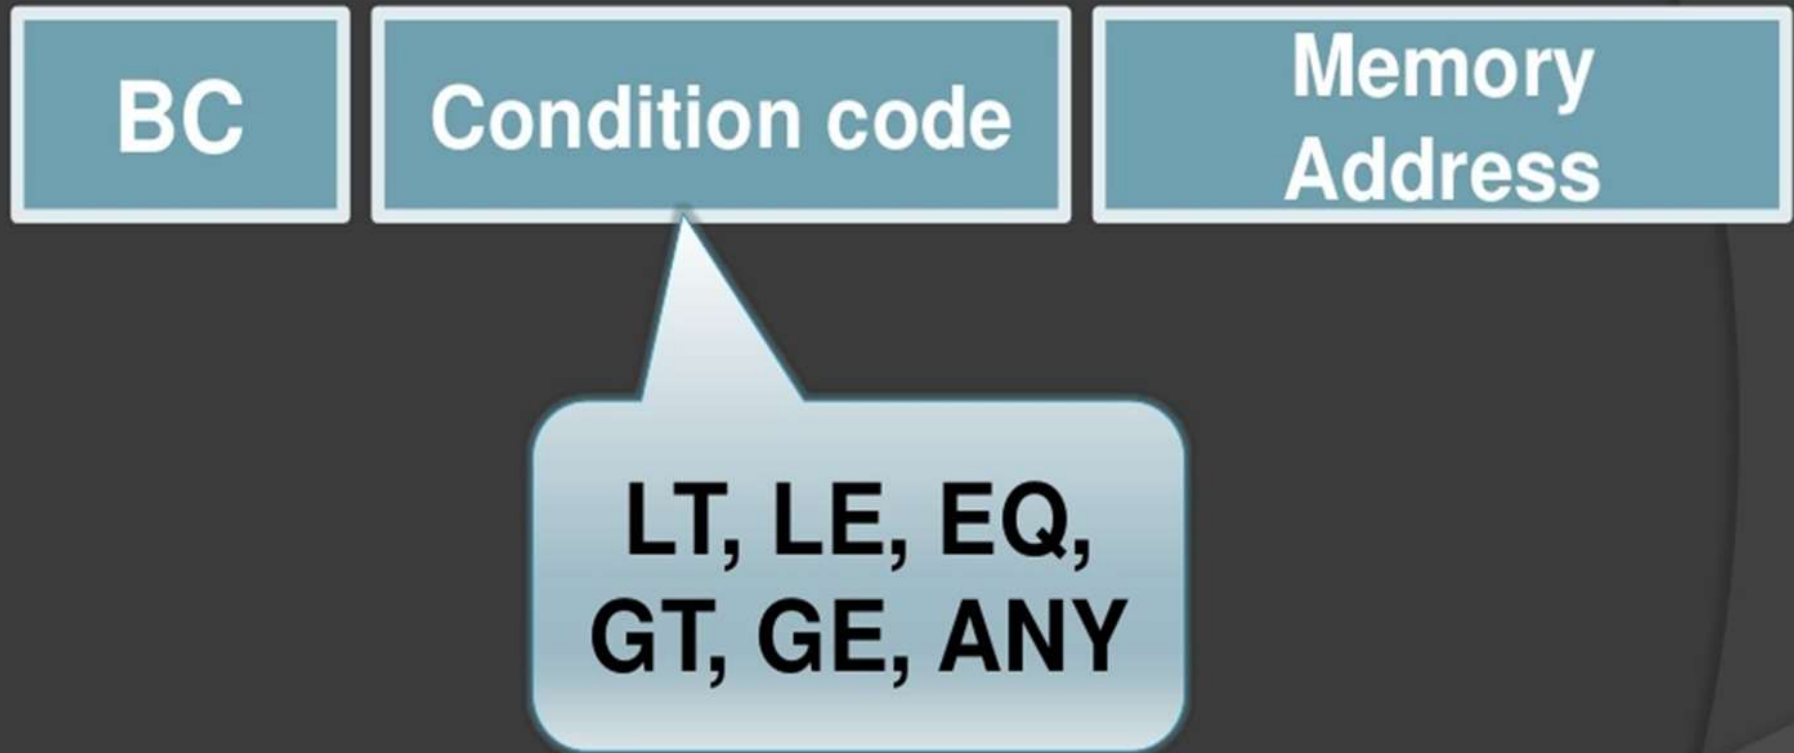 BC
Condition code
Memory
Address
LT, LE, EQ,
GT, GE, ANY